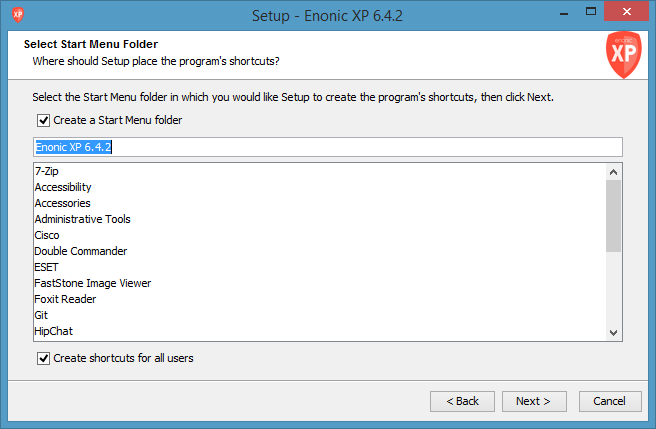 Setup - Enonic XP 6.4.2
Select Start Menu Folder
Where should Setup place the program's shortcuts?
enonic
XP
Select the Start Menu folder in which you would like Setup to create the program's shortcuts, then click Next.
Create a Start Menu folder
Enonic XP 6.4.2
7-Zip
Accessibility
Accessories
Administrative Tools
Cisco
Double Commander
ESET
FastStone Image Viewer
Foxit Reader
Git
HipChat
Create shortcuts for all users
< Back
Next >
Cancel